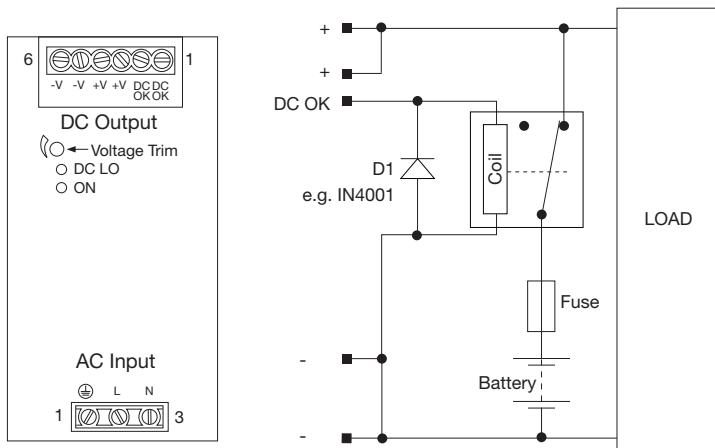 6 1
-V -V +V +V DC OK DC OK
DC Output
Voltage Trim
DC LO
ON
AC Input
L N
1 3
+
+
DC OK
D1
e.g. IN4001
Coil
Fuse
Battery
-
-
LOAD